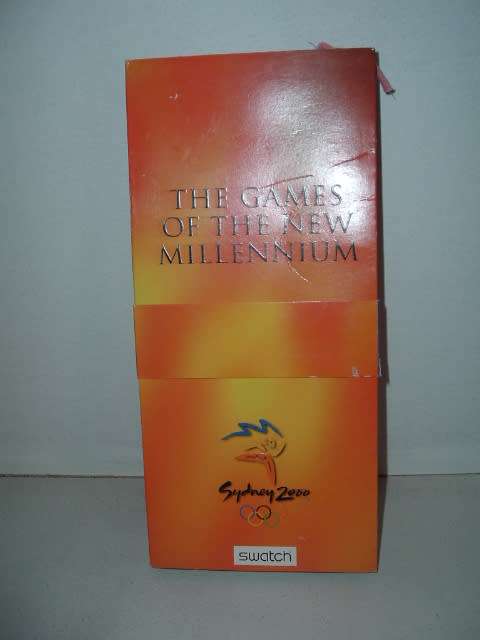 THE GAMES
OF THE NEW
MILLENNIUM
Sydney 2000
swatch